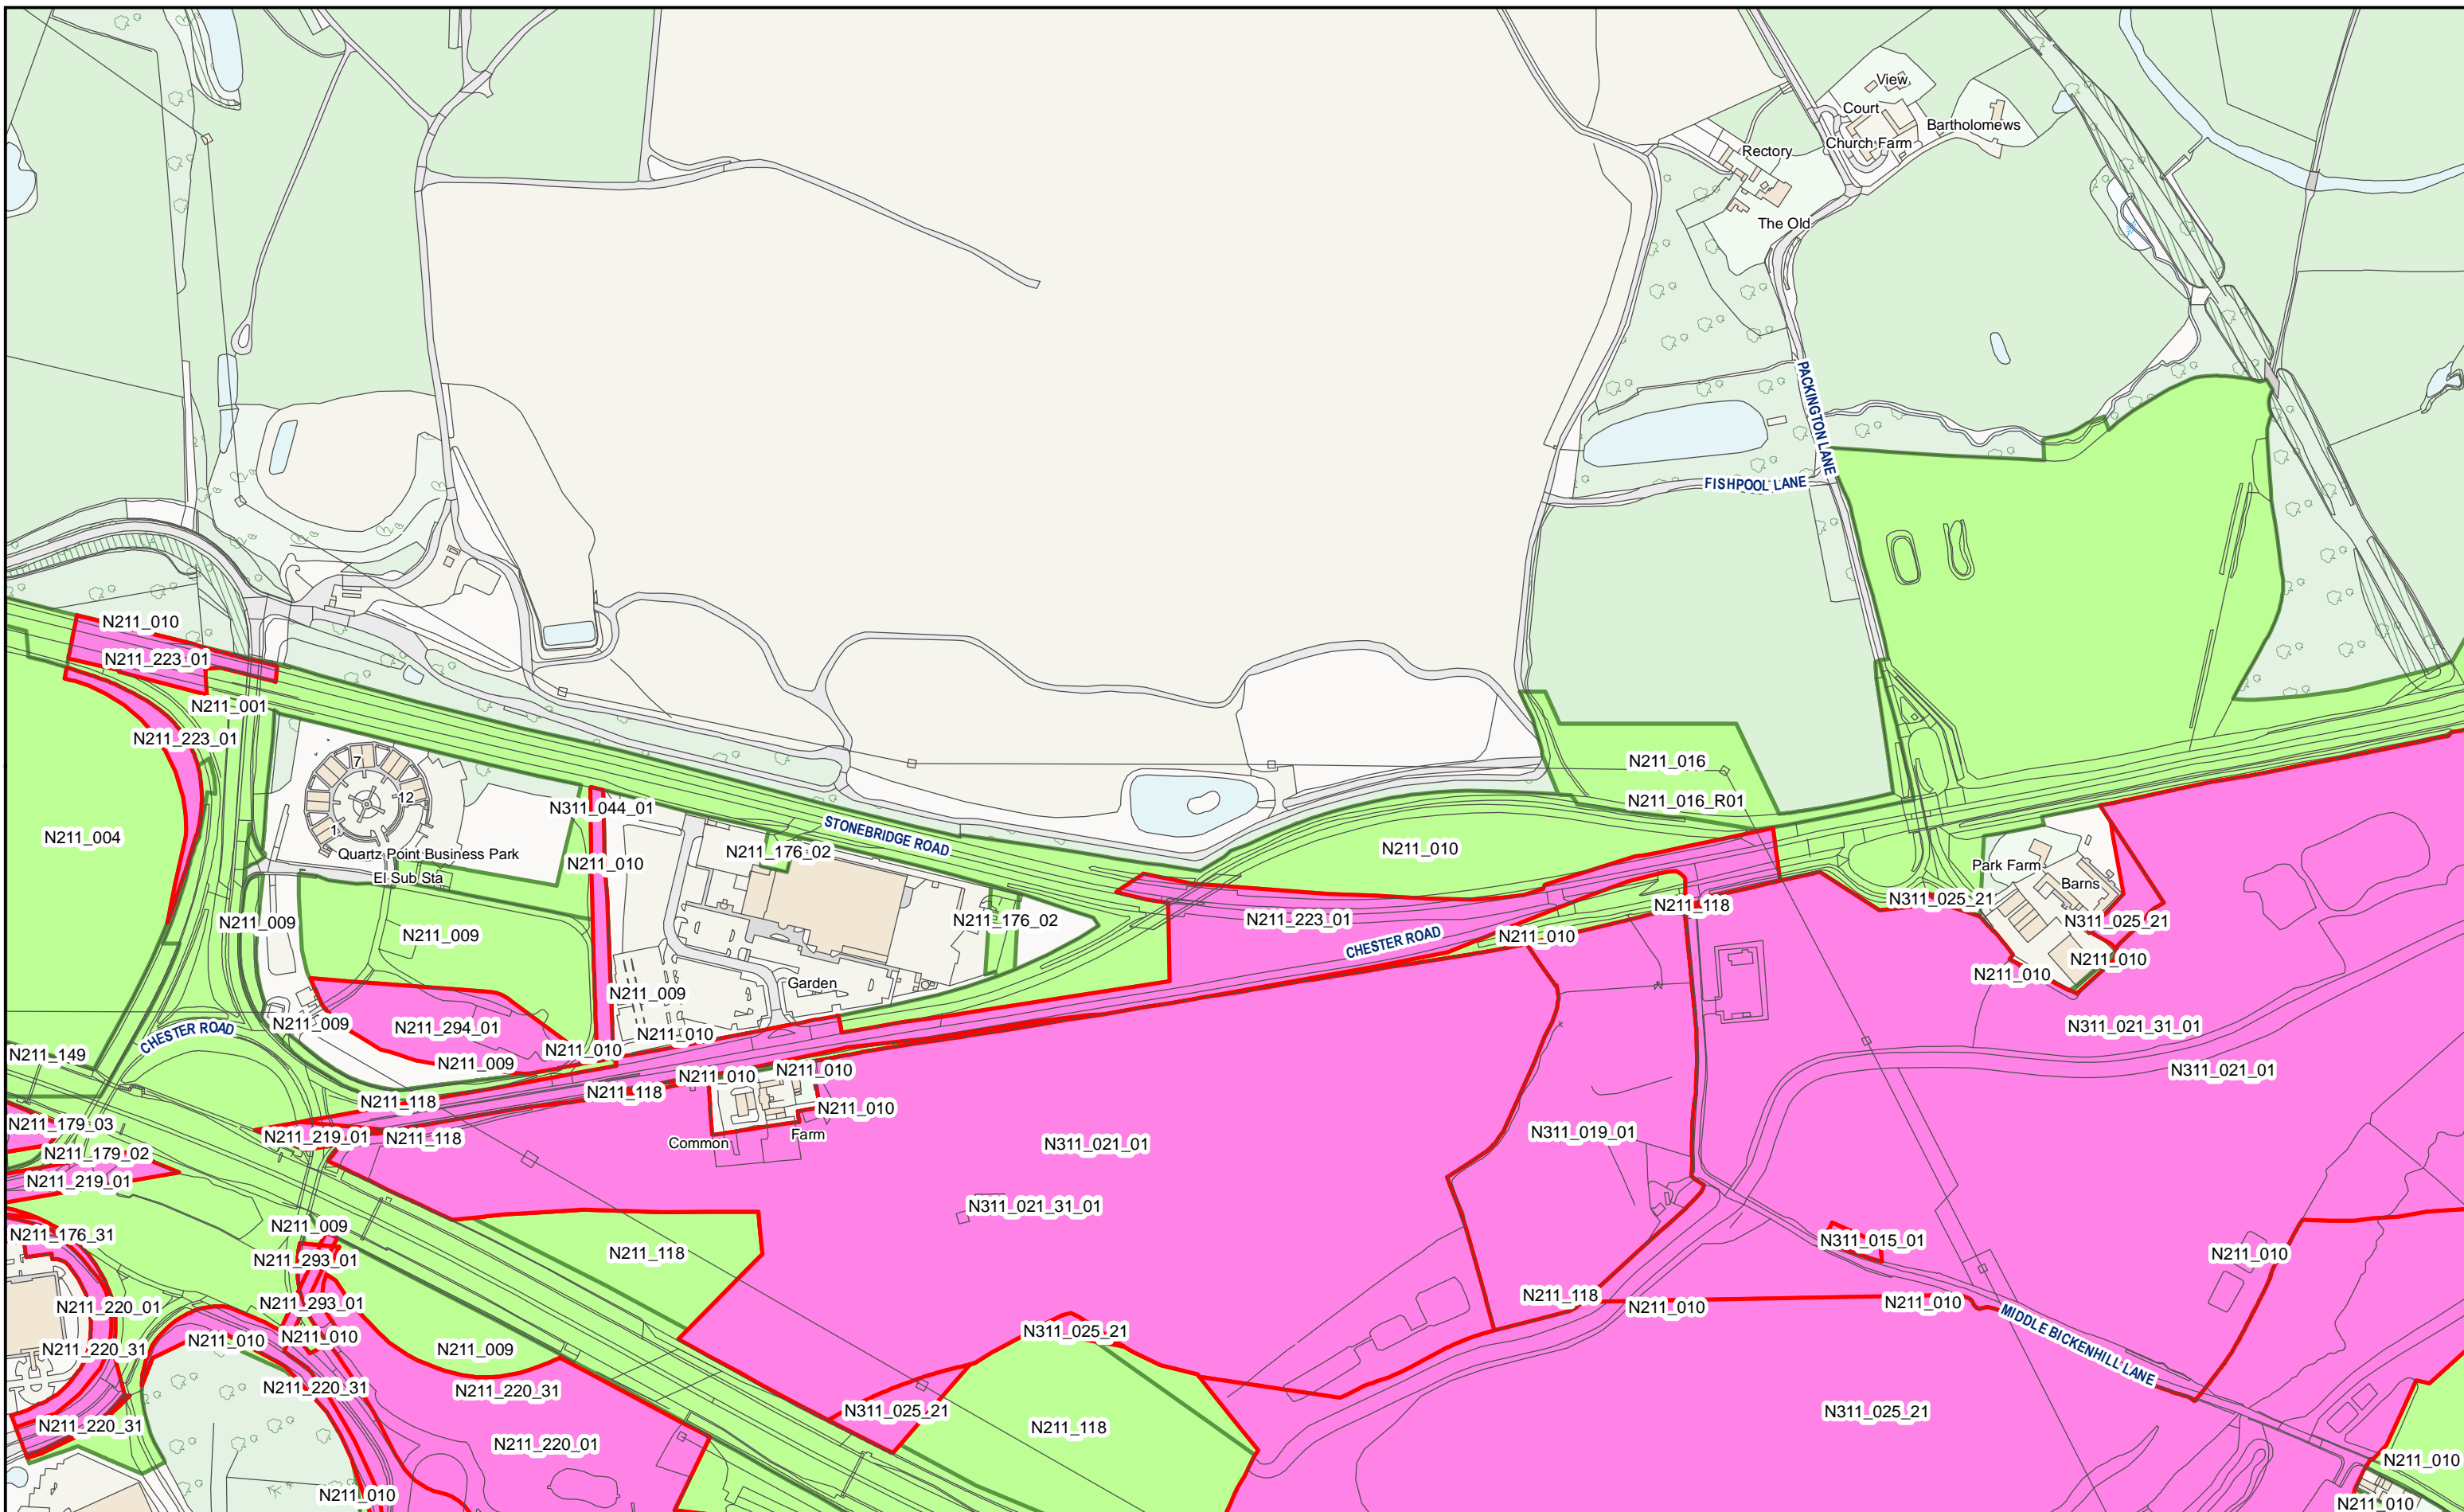 View
Court
Bartholomews
Church Farm
Rectory
The Old
PACKINGTON LANE
FISHPOOL LANE
N211_010
N211_223_01
N211_001
N211_223_01
7
12
1
N311_044_01
N211_016
N211_016_R01
STONEBRIDGE ROAD
N211_004
Quartz Point Business Park
El Sub Sta
N211_010
N211_176_02
N211_010
Park Farm
Barns
N211_009
N211_009
N211_176_02
N211_223_01
N211_118
N311_025_21
N311_025_21
CHESTER ROAD
N211_010
N211_010
N211_010
Garden
N211_009
N211_009
N211_294_01
N211_010
N311_021_31_01
CHESTER ROAD
N211_149
N211_009
N211_010
N211_010
N211_010
N311_021_01
N211_118
N211_118
N211_010
N211_179_03
N211_219_01
N211_118
Common
Farm
N311_021_01
N311_019_01
N211_179_02
N211_219_01
N311_021_31_01
N211_176_31
N211_009
N211_293_01
N211_118
N311_015_01
N211_010
N211_220_01
N211_293_01
N211_118
N211_010
N211_010
MIDDLE BICKENHILL LANE
N211_010
N211_010
N211_220_31
N211_009
N311_025_21
N211_220_31
N211_220_31
N311_025_21
N311_025_21
N211_220_31
N211_220_01
N211_118
N211_010
N211_010
N211_010